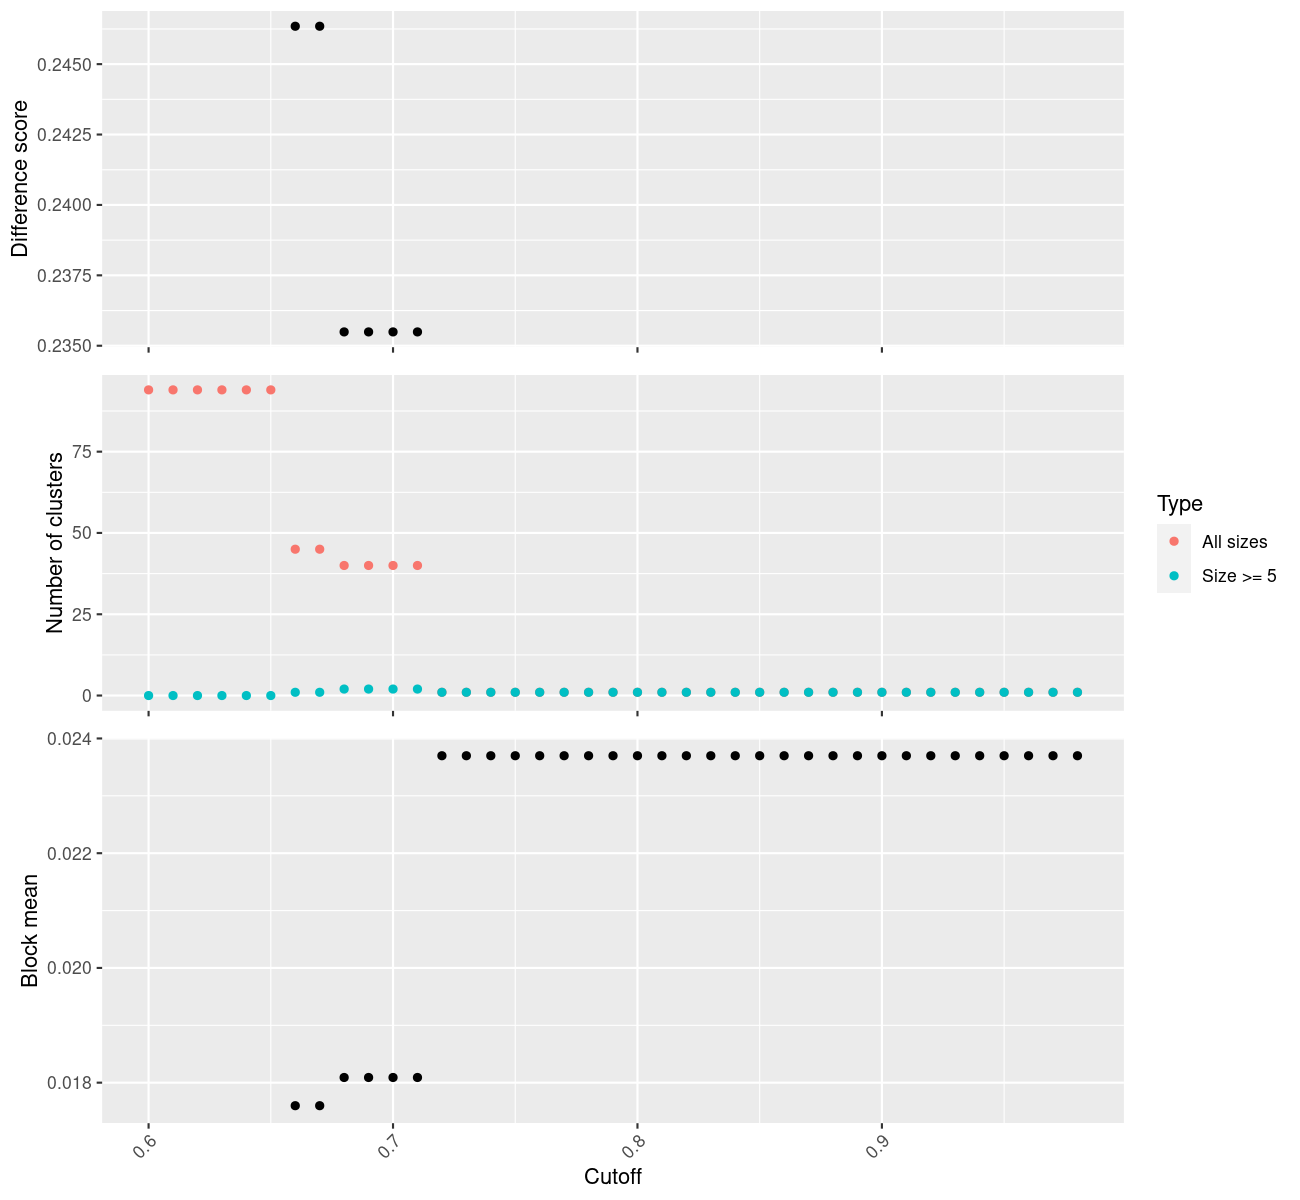 Difference score
0.2450
0.2425
0.2400
0.2375
0.2350
Number of clusters
75
50
25
0
Type
All sizes
Size >= 5
Block mean
0.024
0.022
0.020
0.018
0.6
0.7
0.8
0.9
Cutoff